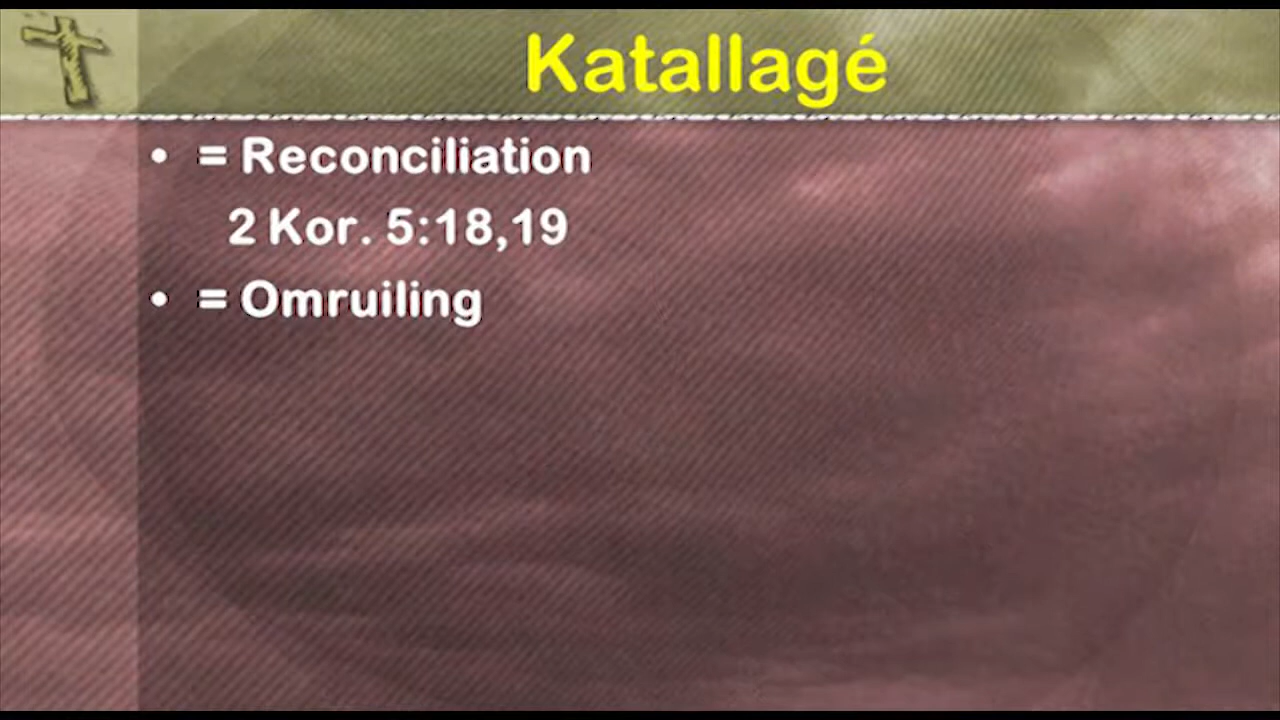 Katallagé
• = Reconciliation
2 Kor. 5:18,19
• = Omruiling